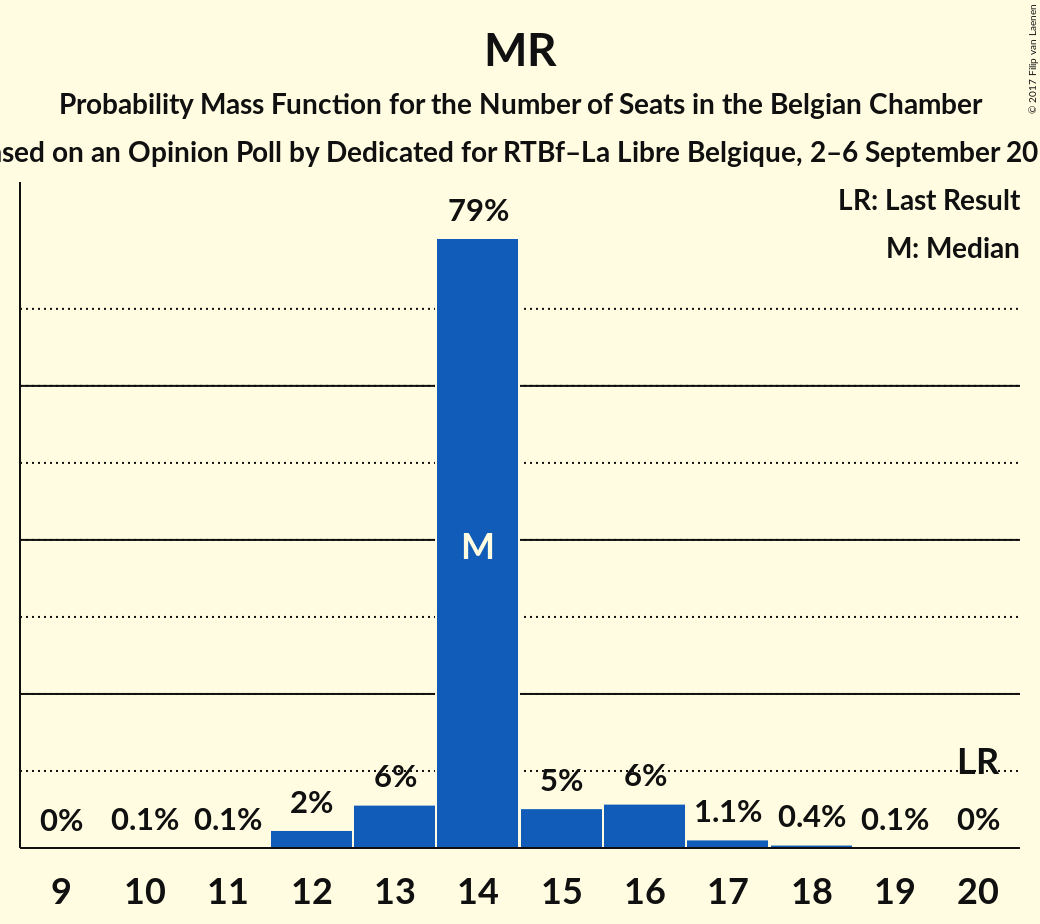 MR
Probability Mass Function for the Number of Seats in the Belgian Chamber
on an Opinion Poll by Dedicated for RTBf–La Libre Belgique, 2–6 September
LR: Last Result
M: Median
79%
M
6%
2%
5%
6%
LR
0%
0.1%
0.1%
1.1%
0.4%
0.1%
0%
9 10 11 12 13 14 15 16 17 18 19 20
© 2017 Filip van Laenen